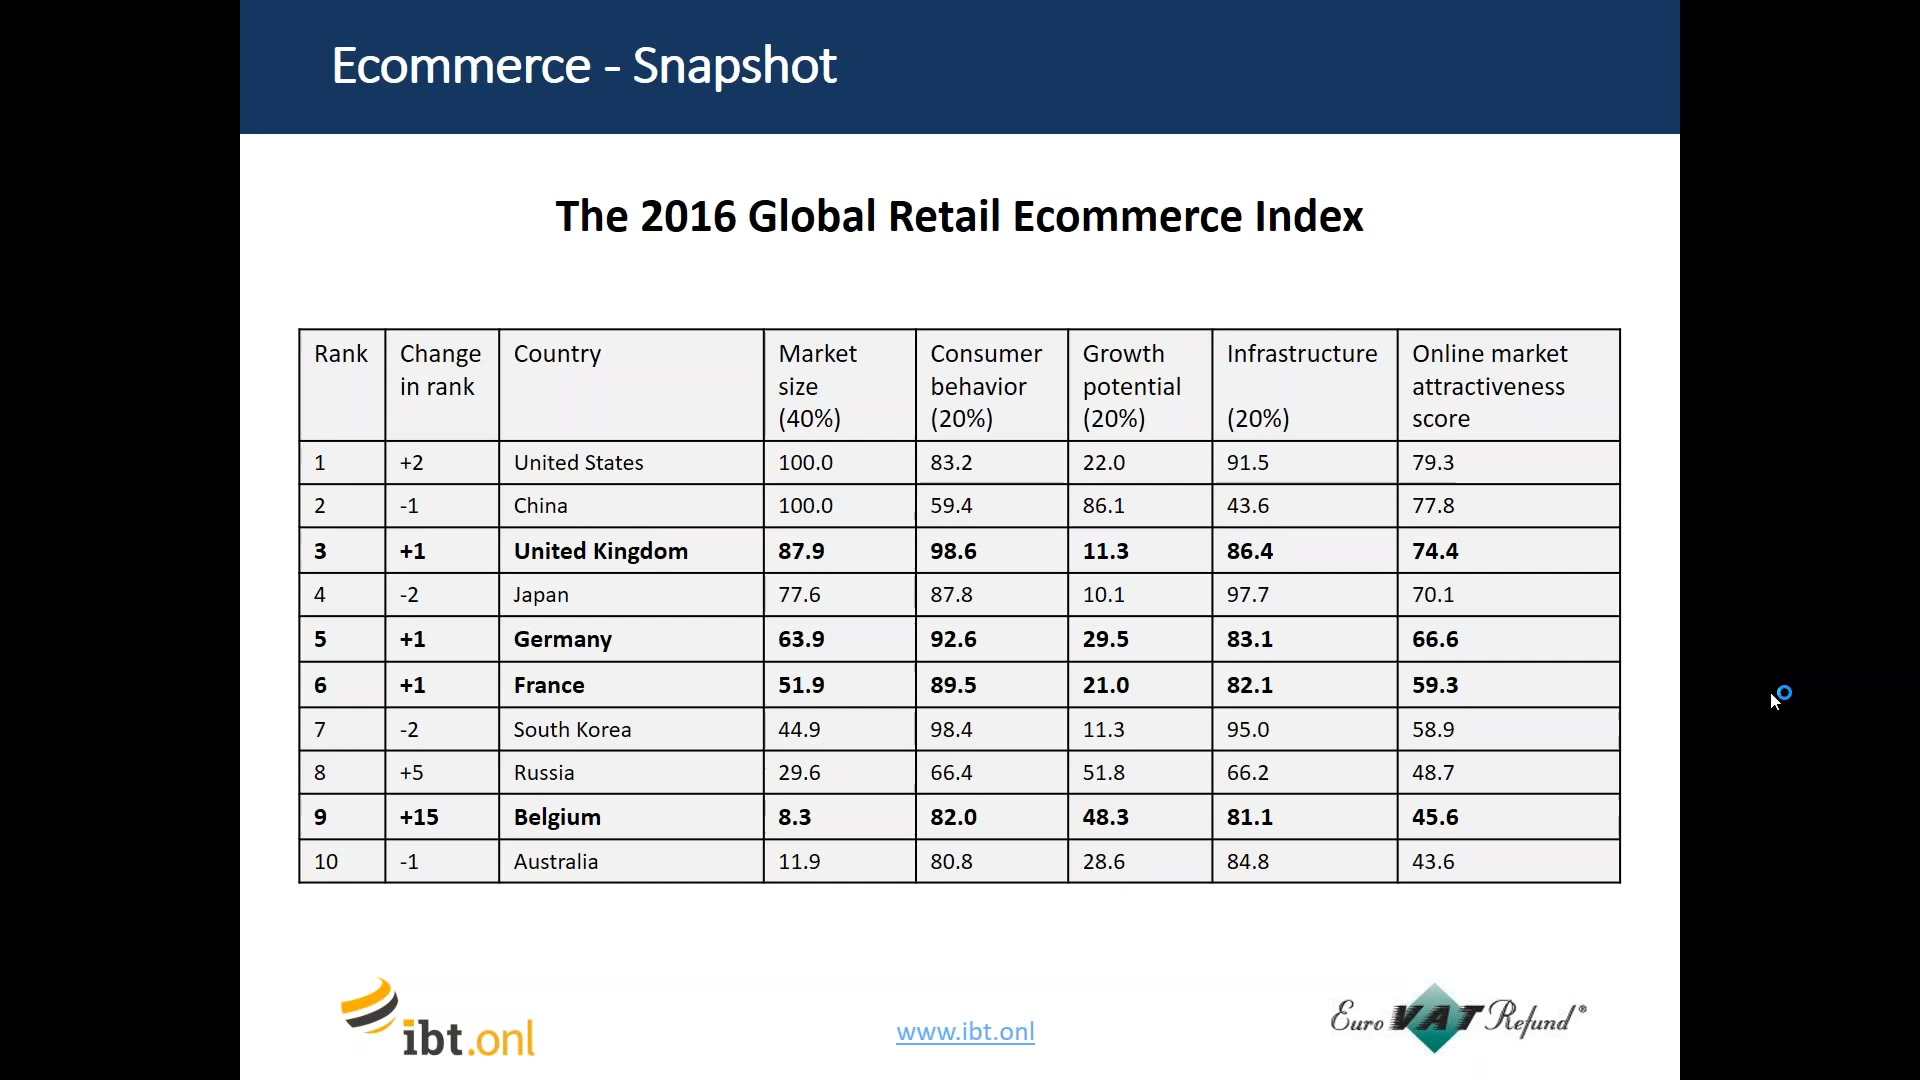 Ecommerce - Snapshot
The 2016 Global Retail Ecommerce Index
Rank Change in rank Country Market size (40%) Consumer behavior (20%) Growth potential (20%) Infrastructure (20%) Online market attractiveness score
1 +2 United States 100.0 83.2 22.0 91.5 79.3
2 -1 China 100.0 59.4 86.1 43.6 77.8
3 +1 United Kingdom 87.9 98.6 11.3 86.4 74.4
4 -2 Japan 77.6 87.8 10.1 97.7 70.1
5 +1 Germany 63.9 92.6 29.5 83.1 66.6
6 +1 France 51.9 89.5 21.0 82.1 59.3
7 -2 South Korea 44.9 98.4 11.3 95.0 58.9
8 +5 Russia 29.6 66.4 51.8 66.2 48.7
9 +15 Belgium 8.3 82.0 48.3 81.1 45.6
10 -1 Australia 11.9 80.8 28.6 84.8 43.6
ibt.onl
www.ibt.onl
Euro VAT Refund®